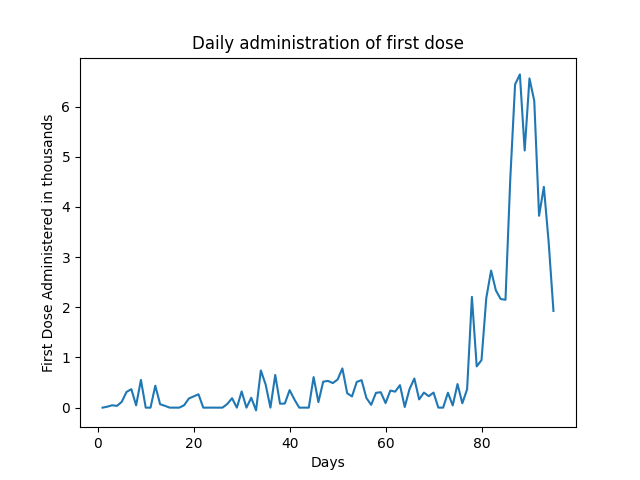 Daily administration of first dose
First Dose Administered in thousands
6
5
4
3
2
1
0
0 20 40 60 80
Days